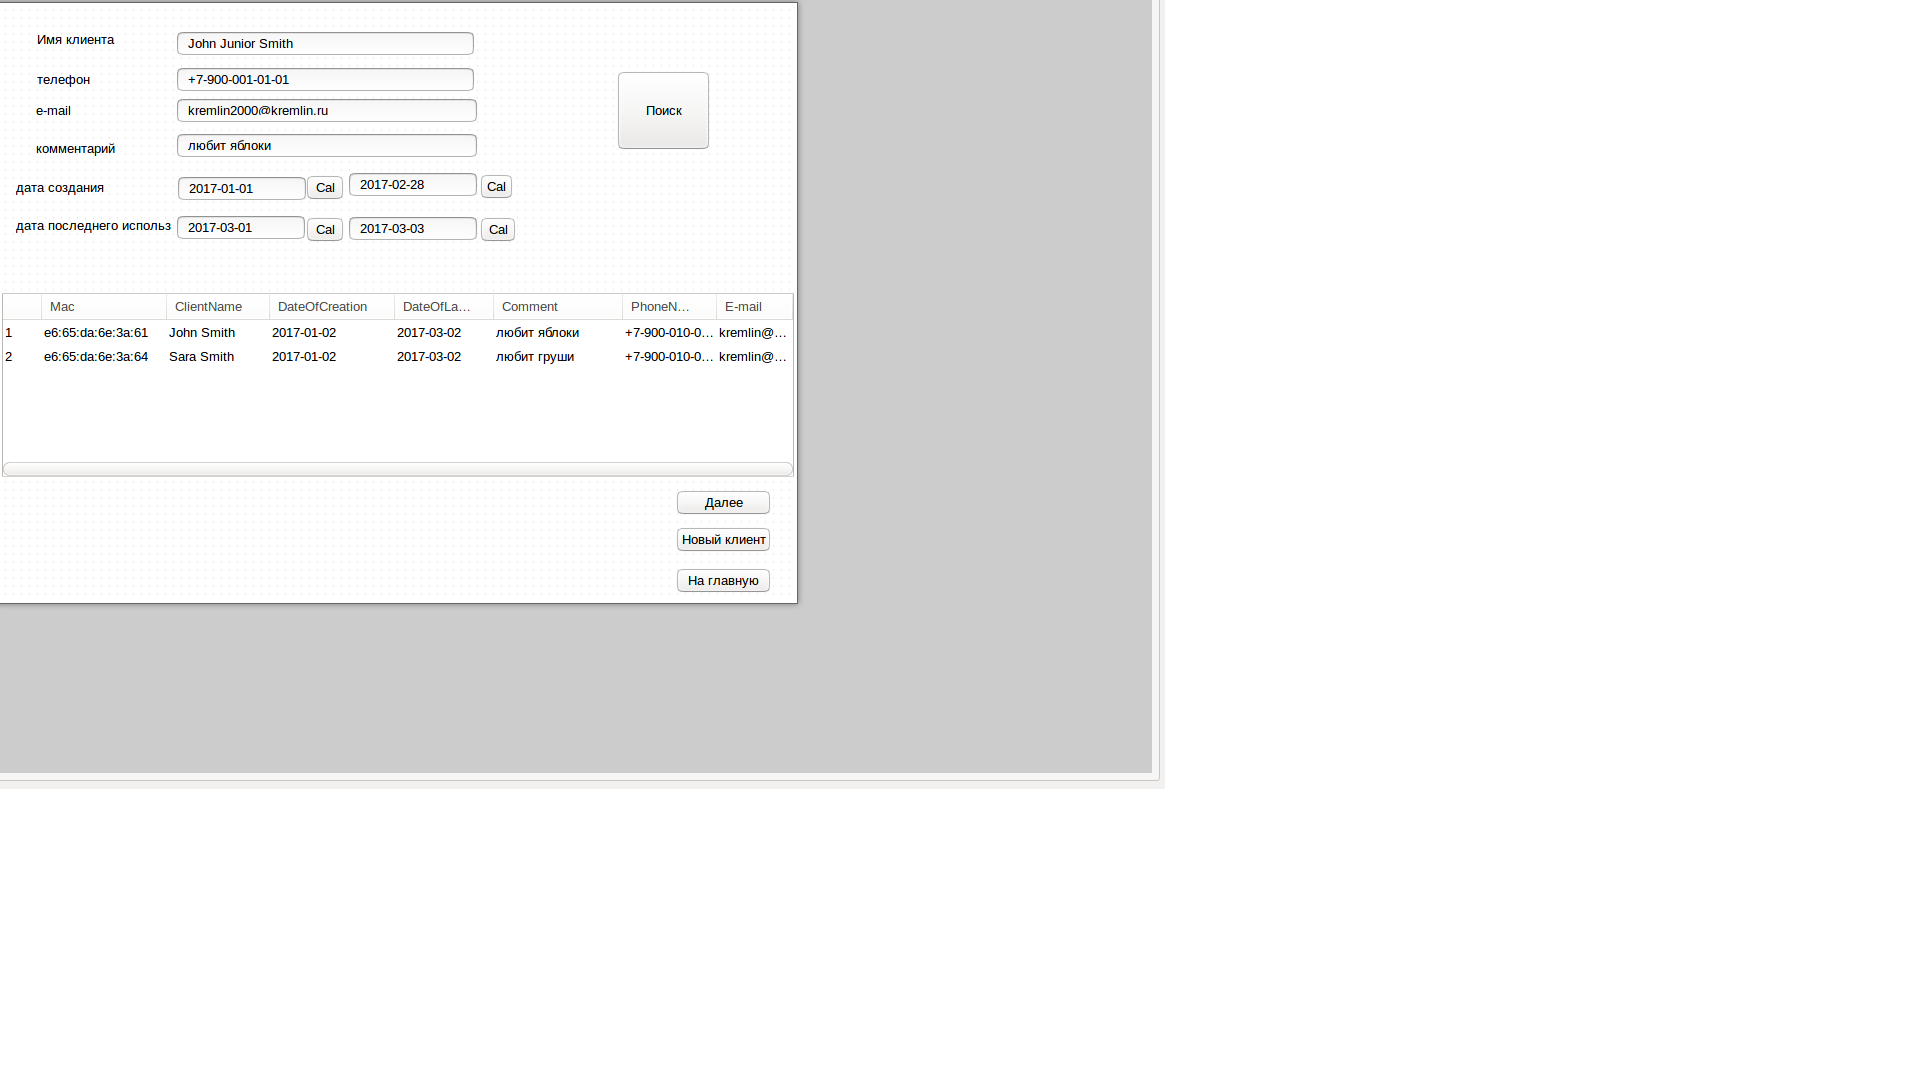 Имя клиента John Junior Smith
телефон +7-900-001-01-01
e-mail kremlin2000@kremlin.ru
Поиск
комментарий любит яблоки
дата создания 2017-01-01 Cal 2017-02-28 Cal
дата последнего использ 2017-03-01 Cal 2017-03-03 Cal
Mac ClientName DateOfCreation DateOfLa... Comment PhoneN... E-mail
1 e6:65:da:6e:3a:61 John Smith 2017-01-02 2017-03-02 любит яблоки +7-900-010-0... kremlin@...
2 e6:65:da:6e:3a:64 Sara Smith 2017-01-02 2017-03-02 любит груши +7-900-010-0... kremlin@...
Далее
Новый клиент
На главную